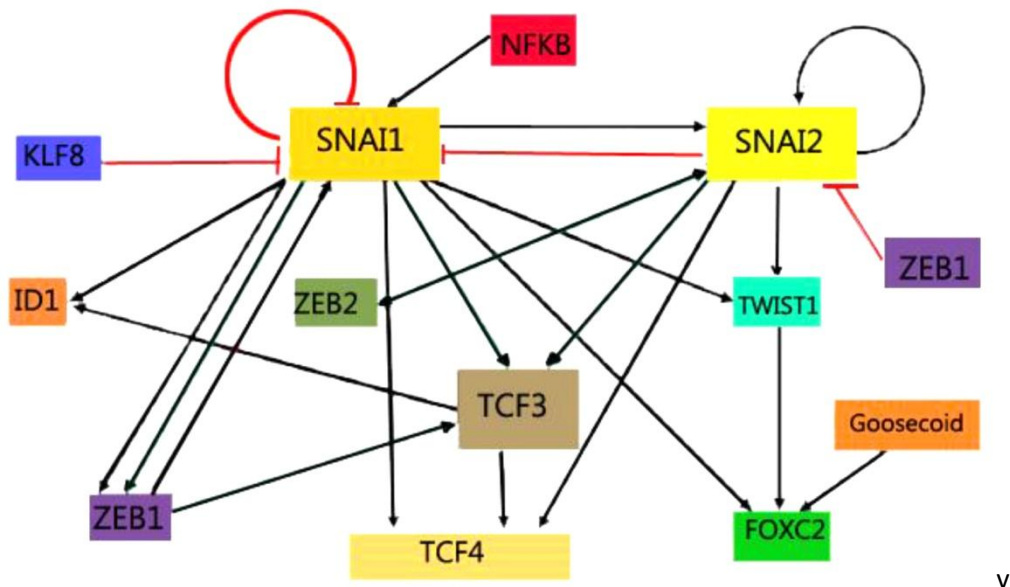 NFKB
SNAI1
SNAI2
KLF8
ZEB1
ID1
ZEB2
TWIST1
TCF3
Goosecoid
ZEB1
FOXC2
TCF4
v